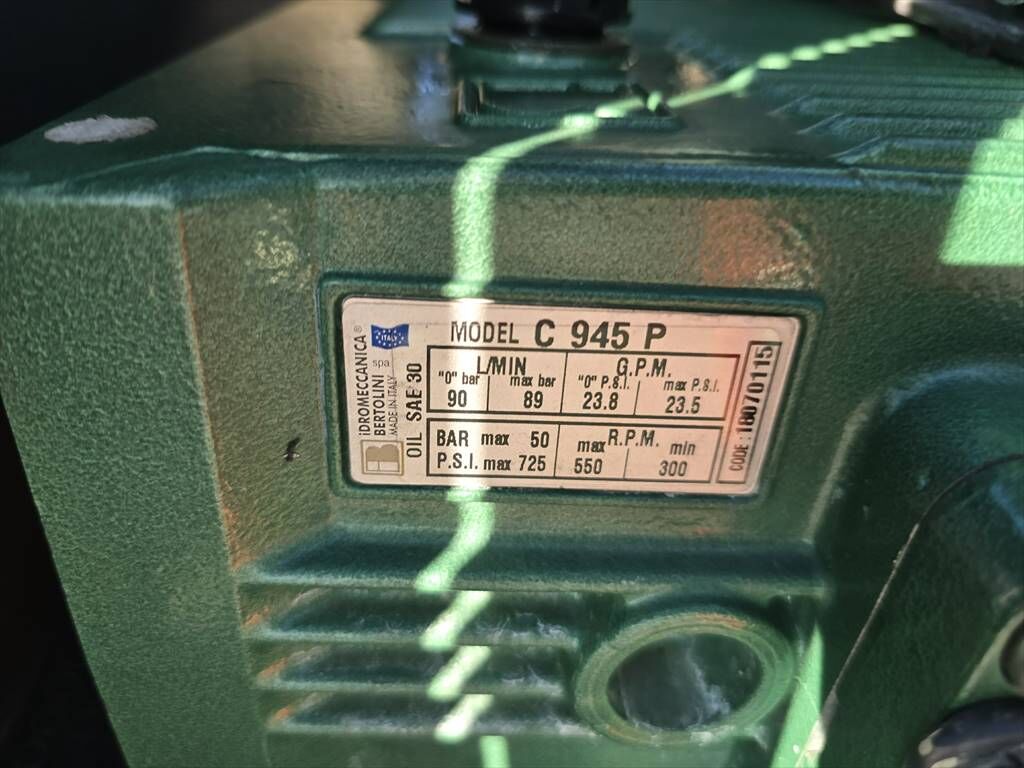 MODEL C 945 P
ITALY
iDROMECCANICA®
BERTOLINI spa
MADE IN ITALY
B
OIL SAE 30
L/MIN G.P.M.
"0" bar max bar "0" P.S.I. max P.S.I.
90 89 23.8 23.5
BAR max 50 max R.P.M. min
P.S.I. max 725 550 300
CODE: 18070115